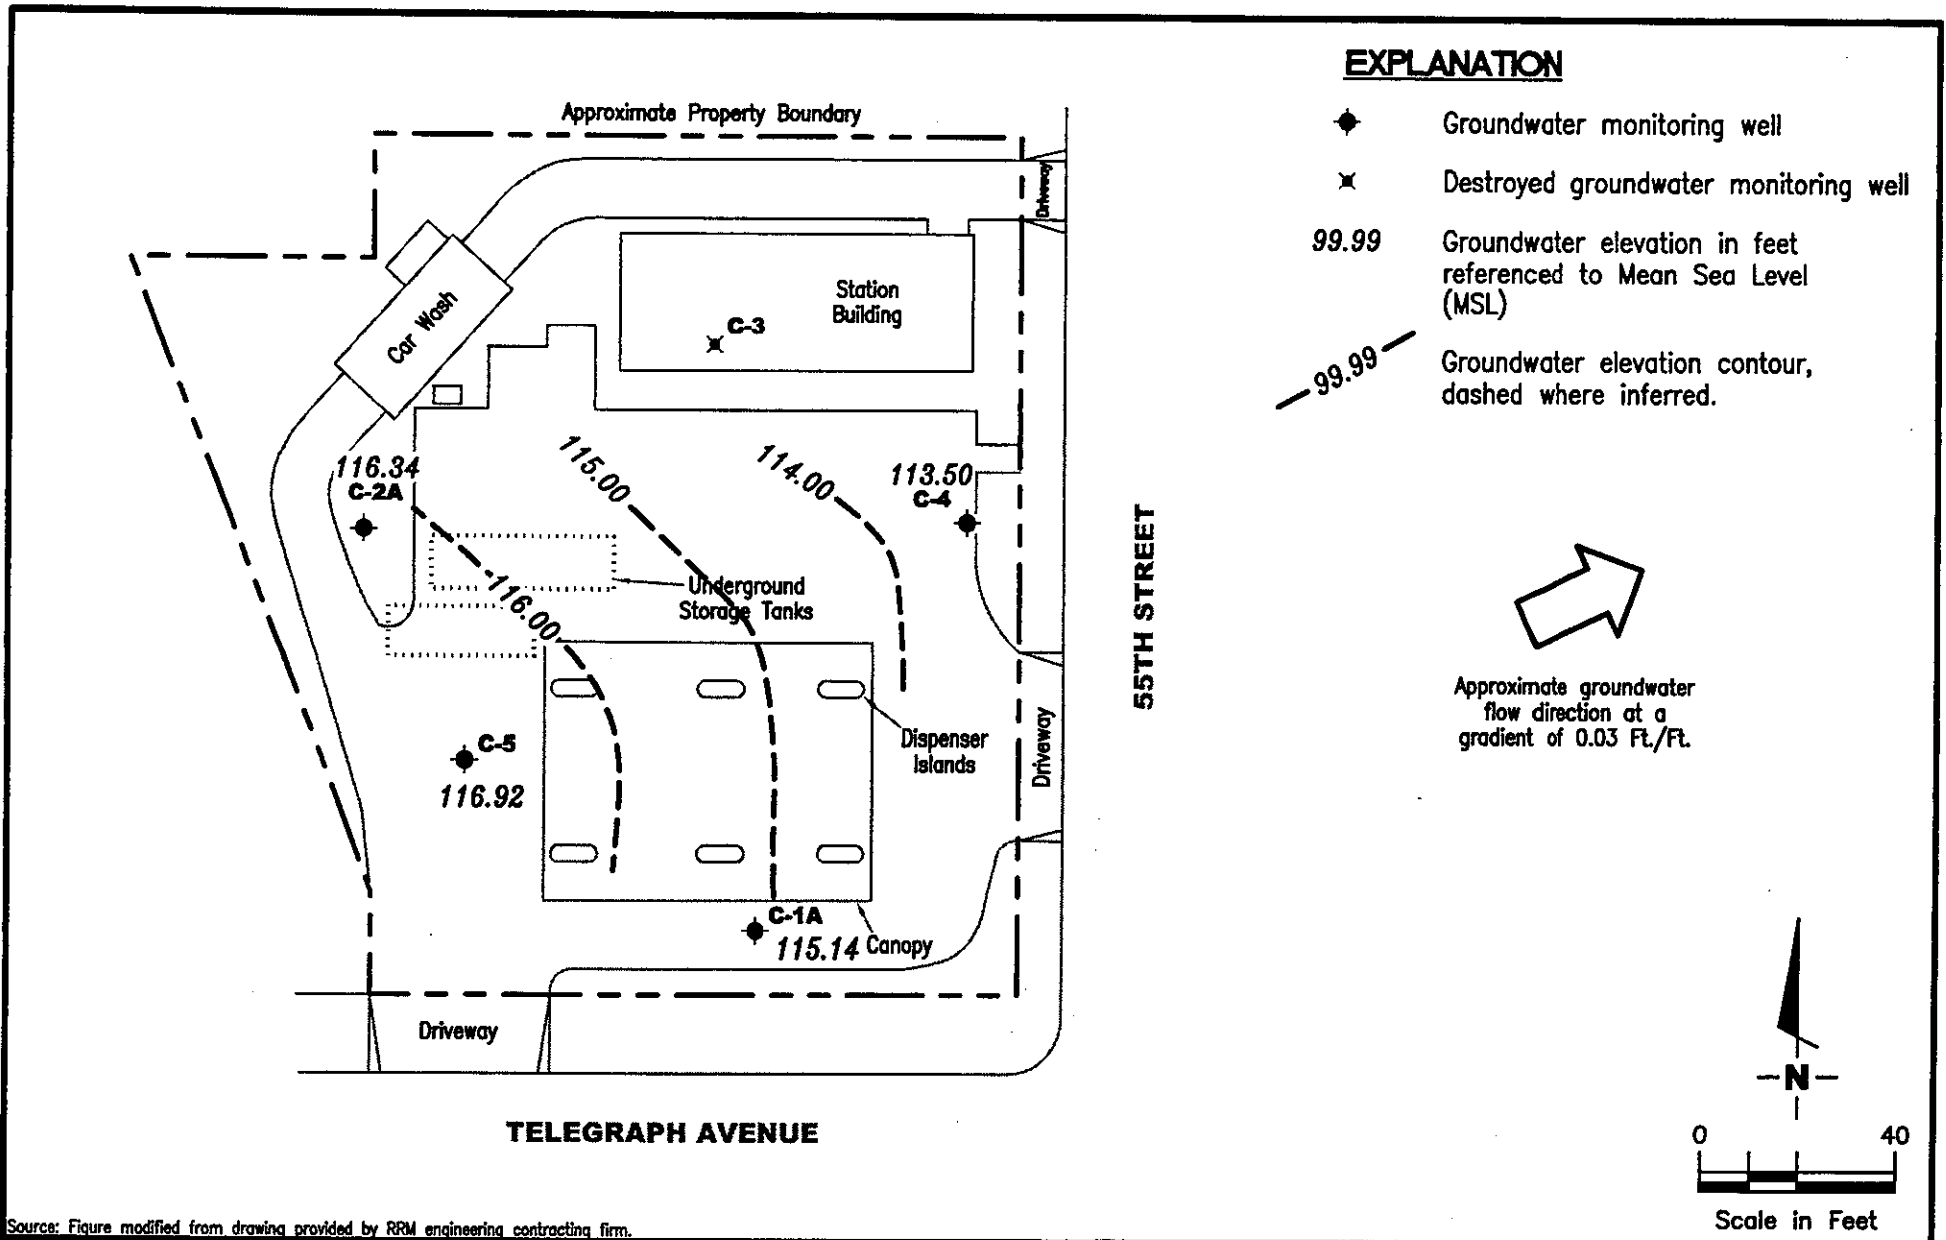 EXPLANATION
Groundwater monitoring well
Destroyed groundwater monitoring well
99.99
Groundwater elevation in feet
referenced to Mean Sea Level
(MSL)
99.99
Groundwater elevation contour,
dashed where inferred.
Approximate Property Boundary
Driveway
Station
Building
Car Wash
C-3
116.34
C-2A
115.00
114.00
113.50
C-4
Underground
Storage Tanks
116.00
55TH STREET
Approximate groundwater
flow direction at a
gradient of 0.03 Ft./Ft.
Dispenser
Islands
Driveway
C-5
116.92
C-1A
115.14
Canopy
Driveway
TELEGRAPH AVENUE
N
0 40
Scale in Feet
Source: Figure modified from drawing provided by RRM engineering contracting firm.